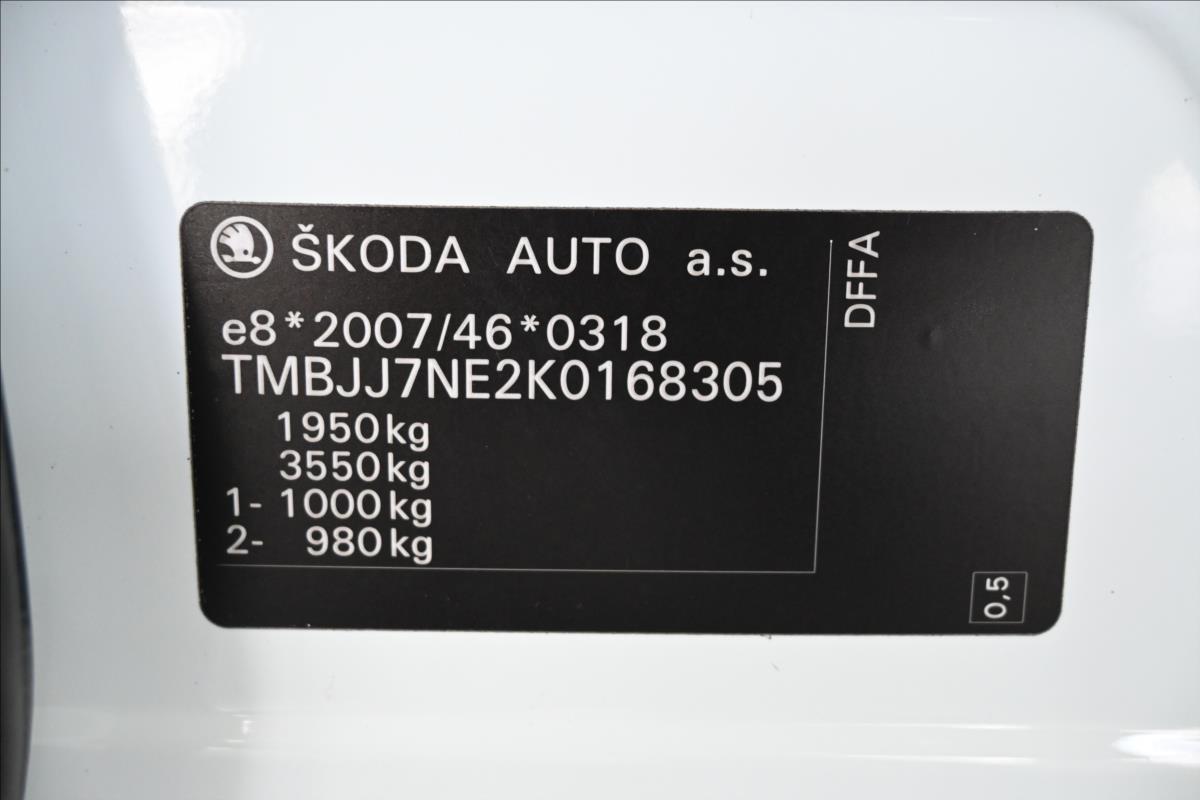 ŠKODA AUTO a.s.
e8*2007/46*0318
TMBJJ7NE2K0168305
1950kg
3550kg
1- 1000kg
2- 980kg
DFFA
0,5